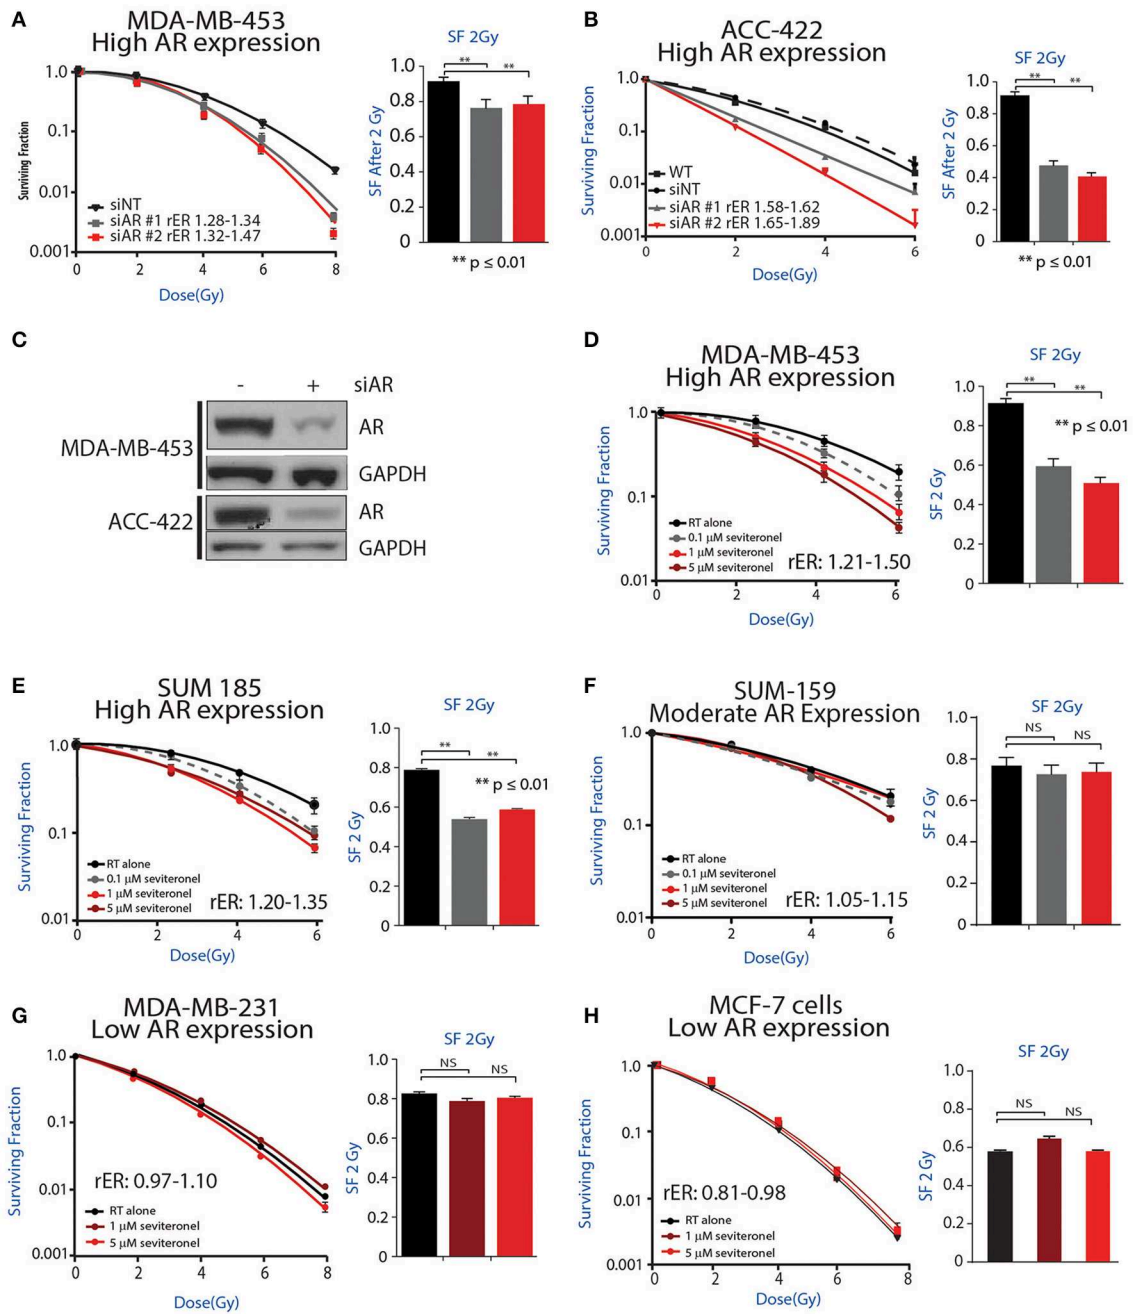 A
MDA-MB-453
High AR expression
Surviving Fraction
1.0
0.1
0.01
0.001
siNT
siAR #1 rER 1.28-1.34
siAR #2 rER 1.32-1.47
0 2 4 6 8
Dose(Gy)
SF 2Gy
** **
SF After 2 Gy
1.0
0.8
0.6
0.4
0.2
0
** p ≤ 0.01
B
ACC-422
High AR expression
Surviving Fraction
1.0
0.1
0.01
0.001
WT
siNT
siAR #1 rER 1.58-1.62
siAR #2 rER 1.65-1.89
0 2 4 6
Dose(Gy)
SF 2Gy
** **
SF After 2 Gy
1.0
0.8
0.6
0.4
0.2
0
** p ≤ 0.01
C
- + siAR
MDA-MB-453
AR
GAPDH
ACC-422
AR
GAPDH
D
MDA-MB-453
High AR expression
Surviving Fraction
1.0
0.1
0.01
RT alone
0.1 μM seviteronel
1 μM seviteronel
5 μM seviteronel
rER: 1.21-1.50
0 2 4 6
Dose(Gy)
SF 2Gy
** **
** p ≤ 0.01
SF 2 Gy
1.0
0.8
0.6
0.4
0.2
0
E
SUM 185
High AR expression
Surviving Fraction
1.0
0.1
0.01
RT alone
0.1 μM seviteronel
1 μM seviteronel
5 μM seviteronel
rER: 1.20-1.35
0 2 4 6
Dose(Gy)
SF 2Gy
** **
** p ≤ 0.01
SF 2 Gy
1.0
0.8
0.6
0.4
0.2
0
F
SUM-159
Moderate AR Expression
Surviving Fraction
1.0
0.1
0.01
RT alone
0.1 μM seviteronel
1 μM seviteronel
5 μM seviteronel
rER: 1.05-1.15
0 2 4 6
Dose(Gy)
SF 2Gy
NS NS
SF 2 Gy
1.0
0.8
0.6
0.4
0.2
0
G
MDA-MB-231
Low AR expression
Surviving Fraction
1.0
0.1
0.01
0.001
rER: 0.97-1.10
RT alone
1 μM seviteronel
5 μM seviteronel
0 2 4 6 8
Dose(Gy)
SF 2Gy
NS NS
SF 2 Gy
1.0
0.8
0.6
0.4
0.2
0
H
MCF-7 cells
Low AR expression
Surviving Fraction
1.0
0.1
0.01
0.001
rER: 0.81-0.98
RT alone
1 μM seviteronel
5 μM seviteronel
0 2 4 6 8
Dose(Gy)
SF 2Gy
NS NS
SF 2 Gy
1.0
0.8
0.6
0.4
0.2
0